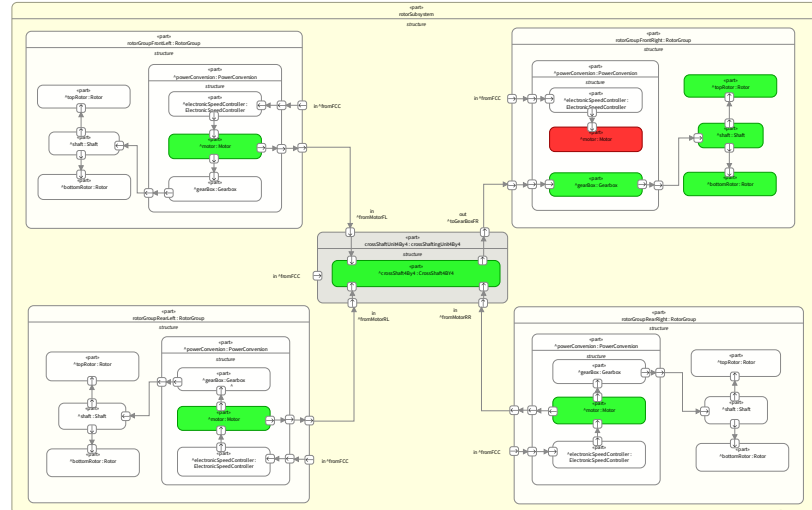 «part»
rotorSubsystem
structure
«part»
rotorGroupFrontLeft : RotorGroup
structure
«part»
^powerConversion : PowerConversion
structure
«part»
^topRotor : Rotor
«part»
^electronicSpeedController :
ElectronicSpeedController
in ^fromFCC
«part»
^shaft : Shaft
«part»
^motor : Motor
«part»
^bottomRotor : Rotor
«part»
^gearBox : Gearbox
«part»
rotorGroupFrontRight : RotorGroup
structure
«part»
^powerConversion : PowerConversion
structure
in ^fromFCC
«part»
^electronicSpeedController :
ElectronicSpeedController
«part»
^topRotor : Rotor
«part»
^motor : Motor
«part»
^shaft : Shaft
«part»
^gearBox : Gearbox
«part»
^bottomRotor : Rotor
in
^fromMotorFL
out
^toGearBoxFR
«part»
crossShaftUnit4By4 : crossShaftingUnit4By4
structure
in ^fromFCC
«part»
^crossShaft4By4 : CrossShaft4BY4
in
^fromMotorRL
in
^fromMotorRR
«part»
rotorGroupRearLeft : RotorGroup
structure
«part»
^powerConversion : PowerConversion
structure
«part»
^topRotor : Rotor
«part»
^gearBox : Gearbox
^
«part»
^shaft : Shaft
«part»
^motor : Motor
«part»
^bottomRotor : Rotor
«part»
^electronicSpeedController :
ElectronicSpeedController
in ^fromFCC
«part»
rotorGroupRearRight : RotorGroup
structure
«part»
^powerConversion : PowerConversion
structure
«part»
^gearBox : Gearbox
«part»
^topRotor : Rotor
«part»
^motor : Motor
«part»
^shaft : Shaft
in ^fromFCC
«part»
^electronicSpeedController :
ElectronicSpeedController
«part»
^bottomRotor : Rotor